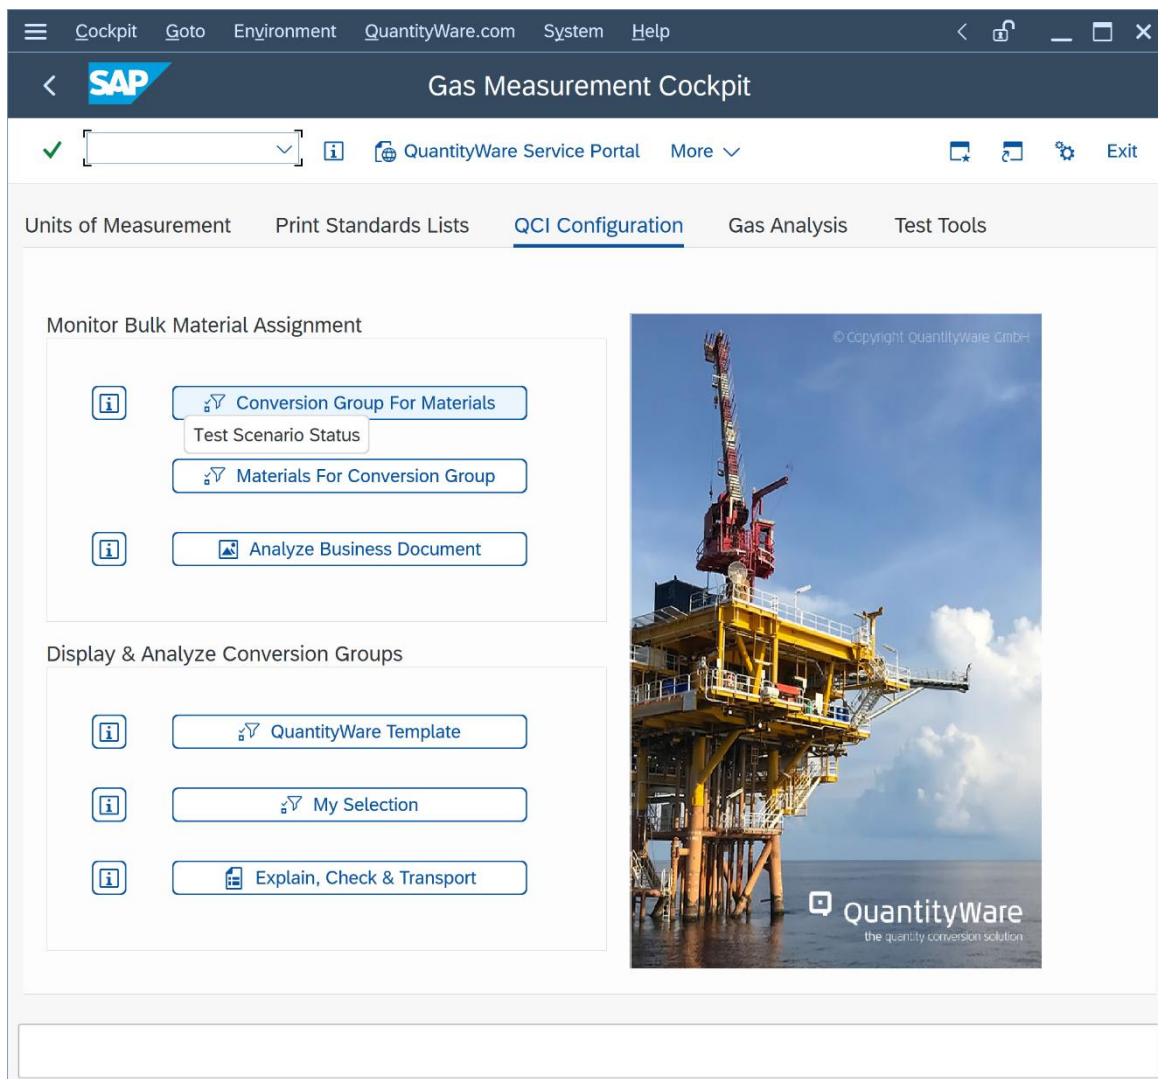 Cockpit Goto Environment QuantityWare.com System Help
SAP Gas Measurement Cockpit
QuantityWare Service Portal More Exit
Units of Measurement Print Standards Lists QCI Configuration Gas Analysis Test Tools
Monitor Bulk Material Assignment
Conversion Group For Materials
Test Scenario Status
Materials For Conversion Group
Analyze Business Document
Display & Analyze Conversion Groups
QuantityWare Template
My Selection
Explain, Check & Transport
© Copyright QuantityWare GmbH
QuantityWare
the quantity conversion solution